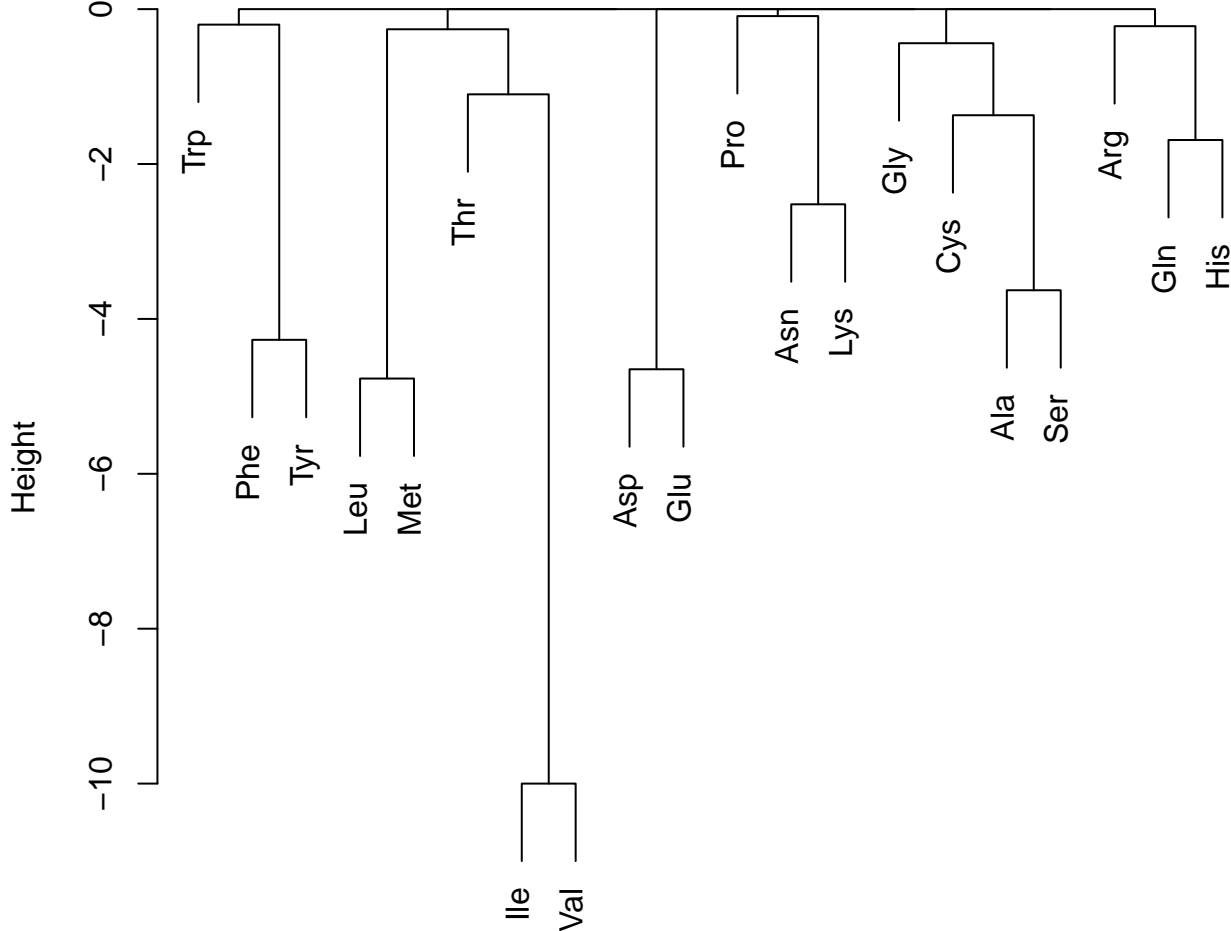 Height
0
−2
−4
−6
−8
−10
Trp
Phe
Tyr
Leu
Met
Thr
Ile
Val
Asp
Glu
Pro
Asn
Lys
Gly
Cys
Ala
Ser
Arg
Gln
His